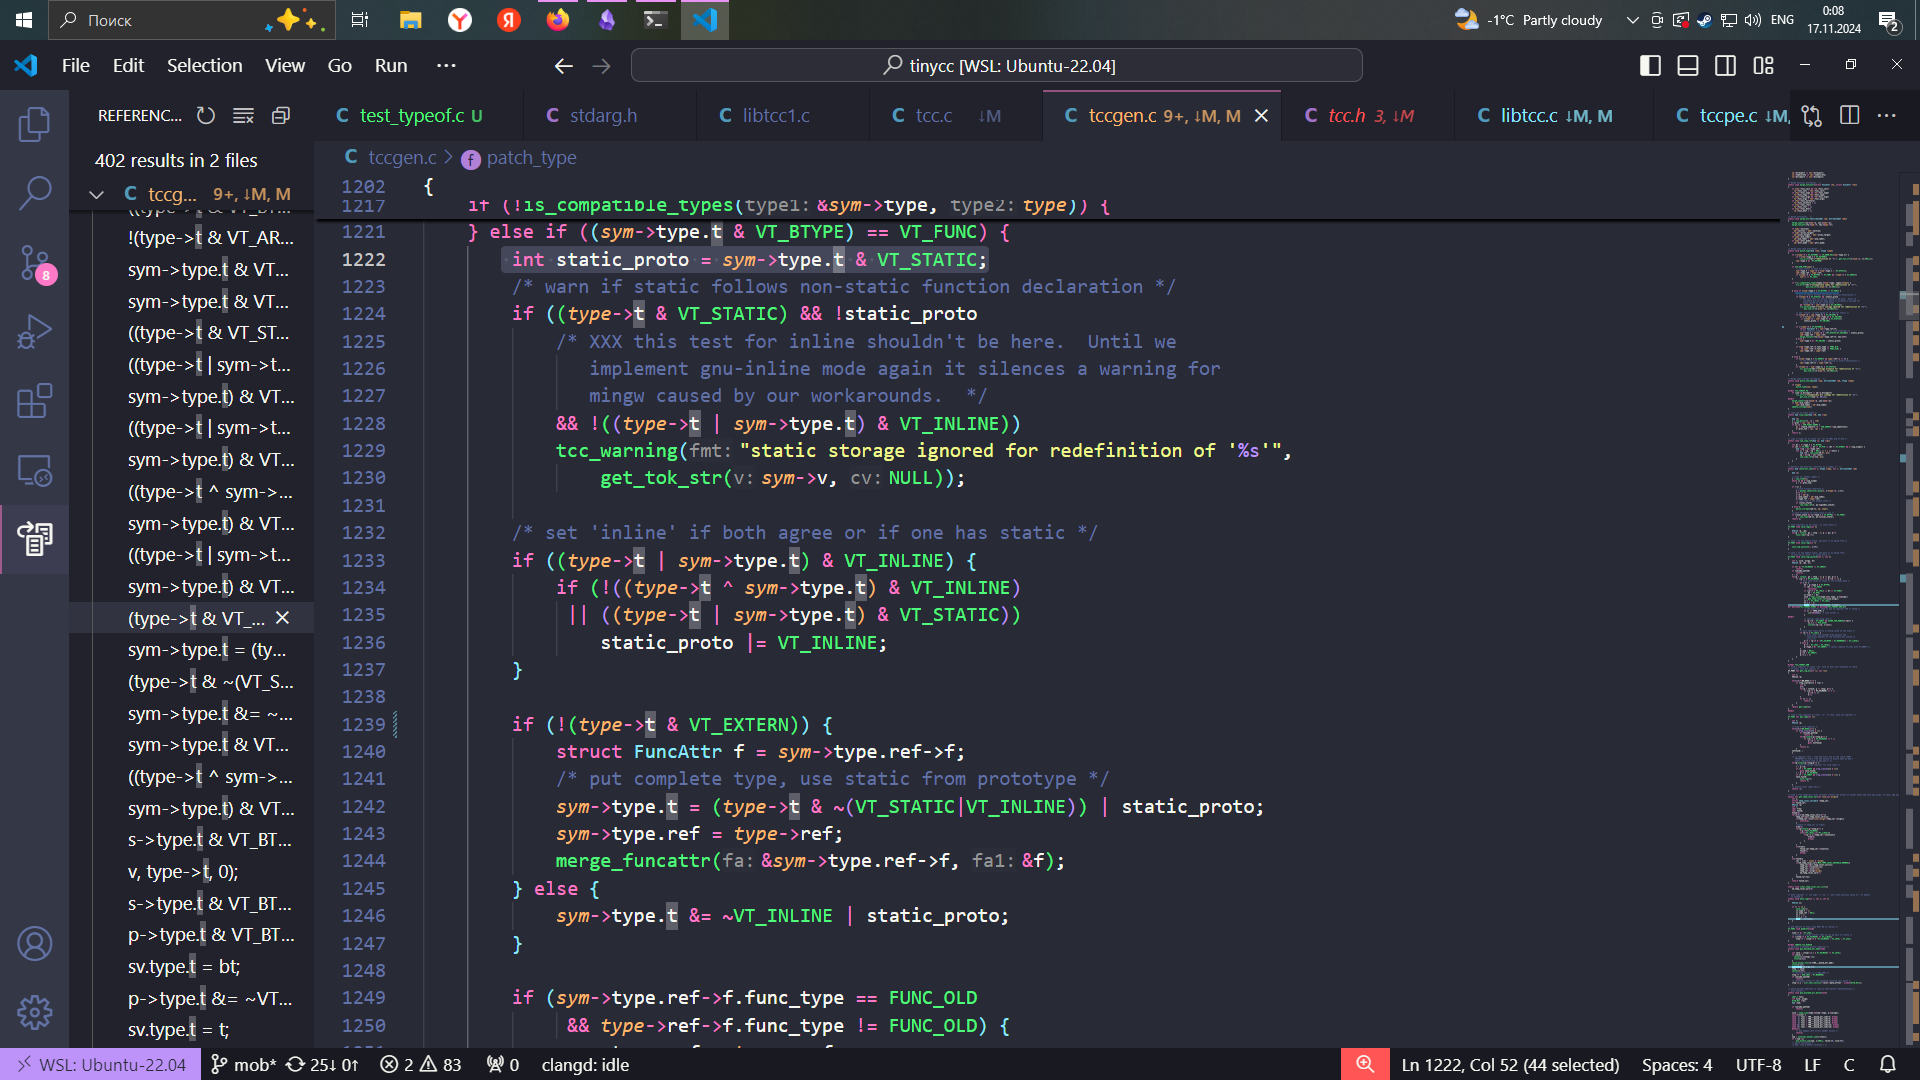 Поиск
-1°C Partly cloudy
ENG
0:08
17.11.2024
2
File Edit Selection View Go Run ···
tinycc [WSL: Ubuntu-22.04]
REFERENC...
C test_typeof.c U
C stdarg.h
C libtcc1.c
C tcc.c ↓M
C tccgen.c 9+, ↓M, M
C tcc.h 3, ↓M
C libtcc.c ↓M, M
C tccpe.c ↓M,
402 results in 2 files
C tccg... 9+, ↓M, M
!(type->t & VT_AR...
sym->type.t & VT...
sym->type.t & VT...
((type->t & VT_ST...
((type->t | sym->t...
sym->type.t) & VT...
((type->t | sym->t...
sym->type.t) & VT...
((type->t ^ sym->...
sym->type.t) & VT...
((type->t | sym->t...
sym->type.t) & VT...
(type->t & VT_...
sym->type.t = (ty...
(type->t & ~(VT_S...
sym->type.t &= ~...
sym->type.t & VT...
((type->t ^ sym->...
sym->type.t) & VT...
s->type.t & VT_BT...
v, type->t, 0);
s->type.t & VT_BT...
p->type.t & VT_BT...
sv.type.t = bt;
p->type.t &= ~VT...
sv.type.t = t;
8
C tccgen.c > f patch_type
1202 {
1217 if (!is_compatible_types(type1: &sym->type, type2: type)) {
1221 } else if ((sym->type.t & VT_BTYPE) == VT_FUNC) {
1222 int static_proto = sym->type.t & VT_STATIC;
1223 /* warn if static follows non-static function declaration */
1224 if ((type->t & VT_STATIC) && !static_proto
1225 /* XXX this test for inline shouldn't be here.  Until we
1226 implement gnu-inline mode again it silences a warning for
1227 mingw caused by our workarounds.  */
1228 && !((type->t | sym->type.t) & VT_INLINE))
1229 tcc_warning(fmt: "static storage ignored for redefinition of '%s'",
1230 get_tok_str(v: sym->v, cv: NULL));
1231
1232 /* set 'inline' if both agree or if one has static */
1233 if ((type->t | sym->type.t) & VT_INLINE) {
1234 if (!((type->t ^ sym->type.t) & VT_INLINE)
1235 || ((type->t | sym->type.t) & VT_STATIC))
1236 static_proto |= VT_INLINE;
1237 }
1238
1239 if (!(type->t & VT_EXTERN)) {
1240 struct FuncAttr f = sym->type.ref->f;
1241 /* put complete type, use static from prototype */
1242 sym->type.t = (type->t & ~(VT_STATIC|VT_INLINE)) | static_proto;
1243 sym->type.ref = type->ref;
1244 merge_funcattr(fa: &sym->type.ref->f, fa1: &f);
1245 } else {
1246 sym->type.t &= ~VT_INLINE | static_proto;
1247 }
1248
1249 if (sym->type.ref->f.func_type == FUNC_OLD
1250 && type->ref->f.func_type != FUNC_OLD) {
WSL: Ubuntu-22.04 mob* 25↓ 0↑ 2 83 0 clangd: idle
Ln 1222, Col 52 (44 selected) Spaces: 4 UTF-8 LF C